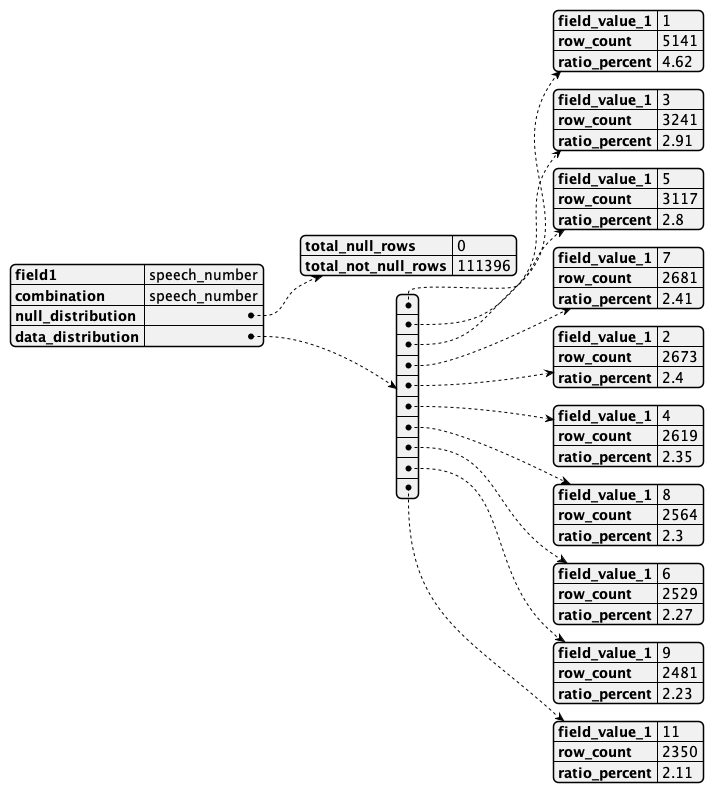 field1 speech_number
combination speech_number
null_distribution
data_distribution
total_null_rows 0
total_not_null_rows 111396
field_value_1 1
row_count 5141
ratio_percent 4.62
field_value_1 3
row_count 3241
ratio_percent 2.91
field_value_1 5
row_count 3117
ratio_percent 2.8
field_value_1 7
row_count 2681
ratio_percent 2.41
field_value_1 2
row_count 2673
ratio_percent 2.4
field_value_1 4
row_count 2619
ratio_percent 2.35
field_value_1 8
row_count 2564
ratio_percent 2.3
field_value_1 6
row_count 2529
ratio_percent 2.27
field_value_1 9
row_count 2481
ratio_percent 2.23
field_value_1 11
row_count 2350
ratio_percent 2.11